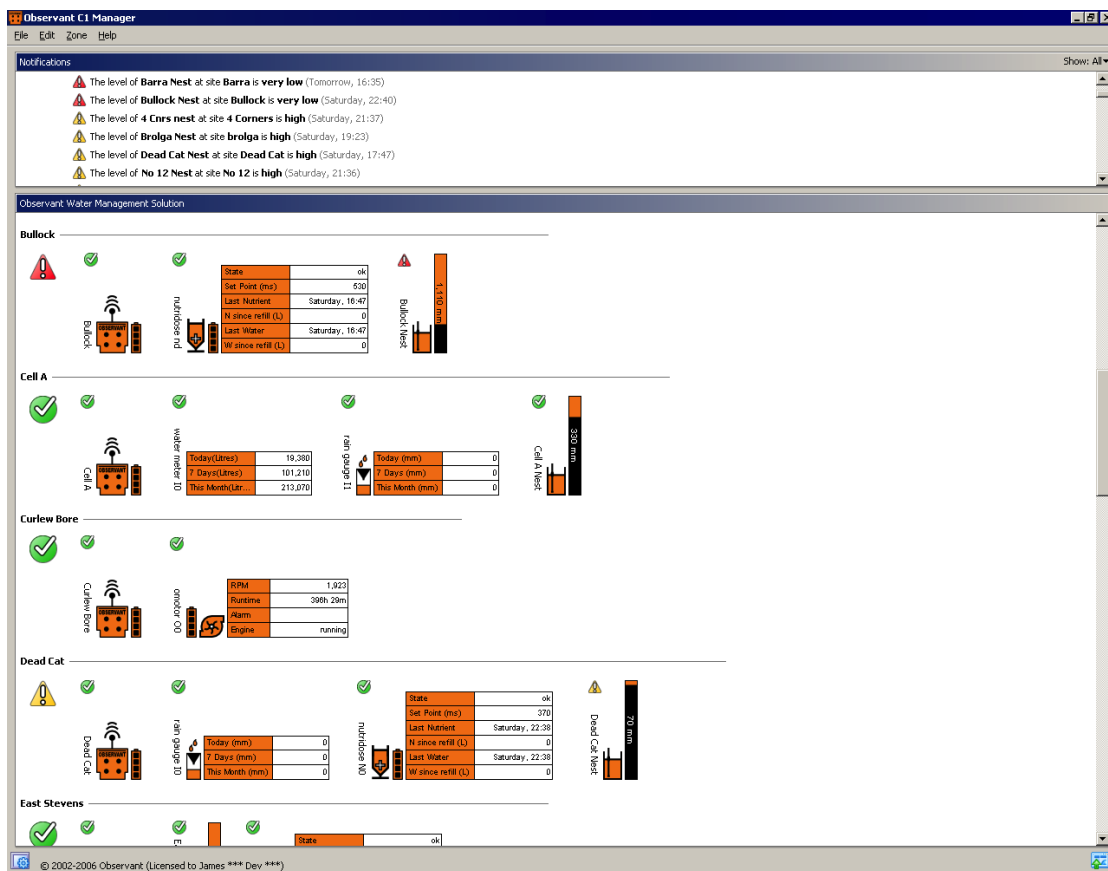 Observant C1 Manager
File Edit Zone Help
Notifications Show: All
The level of Barra Nest at site Barra is very low (Tomorrow, 16:35)
The level of Bullock Nest at site Bullock is very low (Saturday, 22:40)
The level of 4 Cnrs nest at site 4 Corners is high (Saturday, 21:37)
The level of Brolga Nest at site brolga is high (Saturday, 19:23)
The level of Dead Cat Nest at site Dead Cat is high (Saturday, 17:47)
The level of No 12 Nest at site No 12 is high (Saturday, 21:36)
Observant Water Management Solution
Bullock
Bullock
OBSERVANT
nutridose nd
State ok
Set Point (ms) 530
Last Nutrient Saturday, 16:47
N since refill (L) 0
Last Water Saturday, 16:47
W since refill (L) 0
Bullock Nest
1,110 mm
Cell A
Cell A
OBSERVANT
water meter I0
Today(Litres) 19,380
7 Days(Litres) 101,210
This Month(Litr... 213,070
rain gauge I1
Today (mm) 0
7 Days (mm) 0
This Month (mm) 0
Cell A Nest
330 mm
Curlew Bore
Curlew Bore
OBSERVANT
omotor O0
RPM 1,923
Runtime 396h 29m
Alarm
Engine running
Dead Cat
Dead Cat
OBSERVANT
rain gauge I0
Today (mm) 0
7 Days (mm) 0
This Month (mm) 0
nutridose N0
State ok
Set Point (ms) 370
Last Nutrient Saturday, 22:38
N since refill (L) 0
Last Water Saturday, 22:38
W since refill (L) 0
Dead Cat Nest
70 mm
East Stevens
State ok
© 2002-2006 Observant (Licensed to James *** Dev ***)